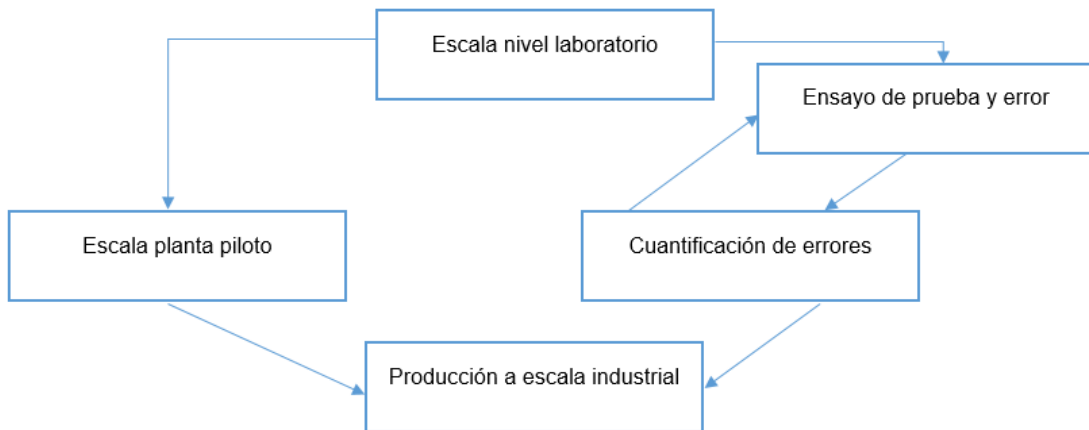 Escala nivel laboratorio
Ensayo de prueba y error
Escala planta piloto
Cuantificación de errores
Producción a escala industrial